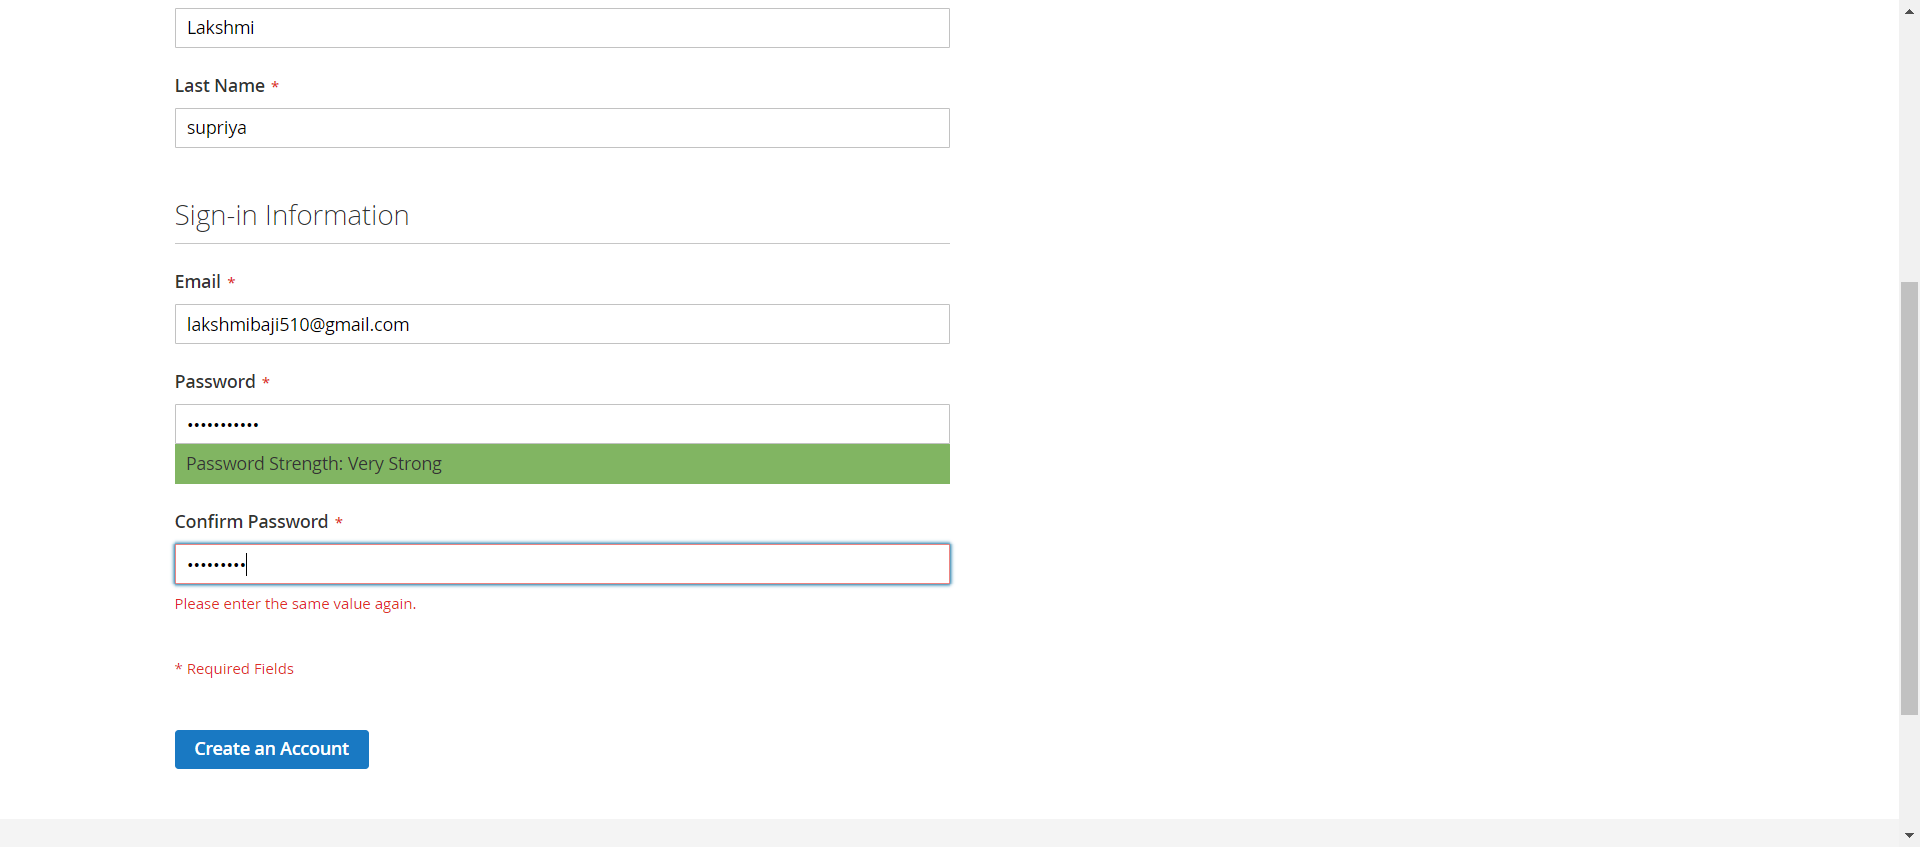 Lakshmi
Last Name *
supriya
Sign-in Information
Email *
lakshmibaji510@gmail.com
Password *
•••••••••••
Password Strength: Very Strong
Confirm Password *
•••••••••
Please enter the same value again.
* Required Fields
Create an Account